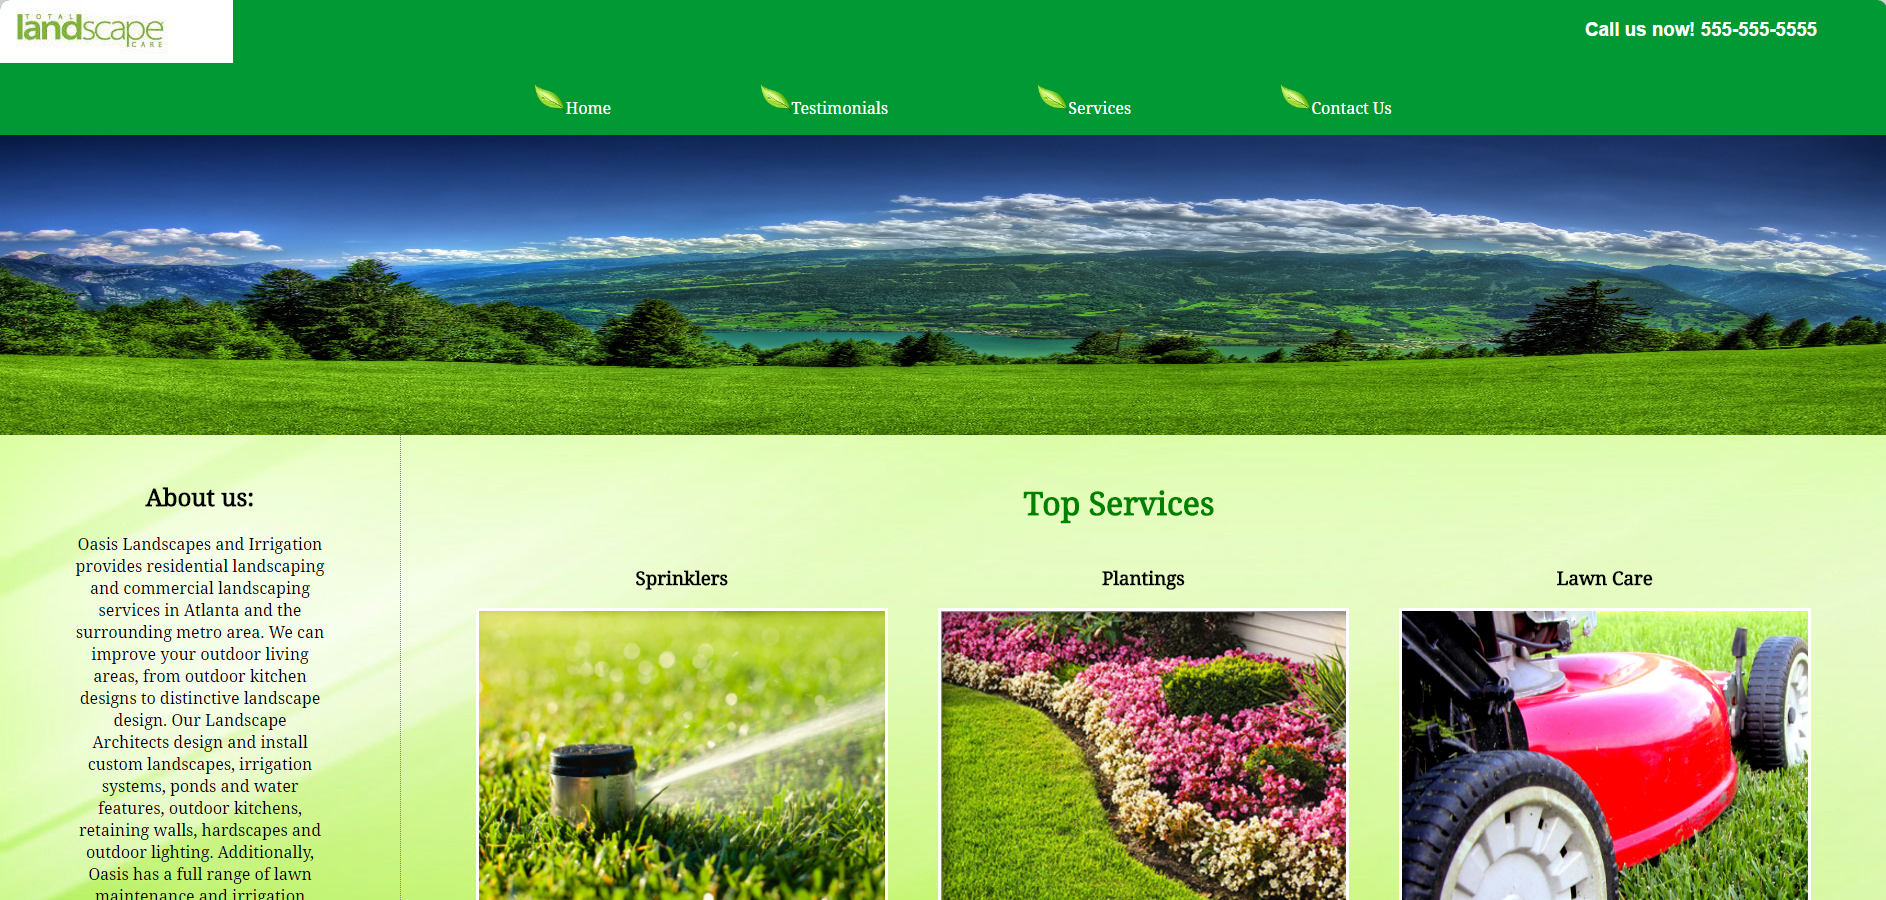 TOTAL
landscape
CARE
Call us now! 555-555-5555
Home
Testimonials
Services
Contact Us
About us:
Oasis Landscapes and Irrigation
provides residential landscaping
and commercial landscaping
services in Atlanta and the
surrounding metro area. We can
improve your outdoor living
areas, from outdoor kitchen
designs to distinctive landscape
design. Our Landscape
Architects design and install
custom landscapes, irrigation
systems, ponds and water
features, outdoor kitchens,
retaining walls, hardscapes and
outdoor lighting. Additionally,
Oasis has a full range of lawn
maintenance and irrigation
Top Services
Sprinklers
Plantings
Lawn Care